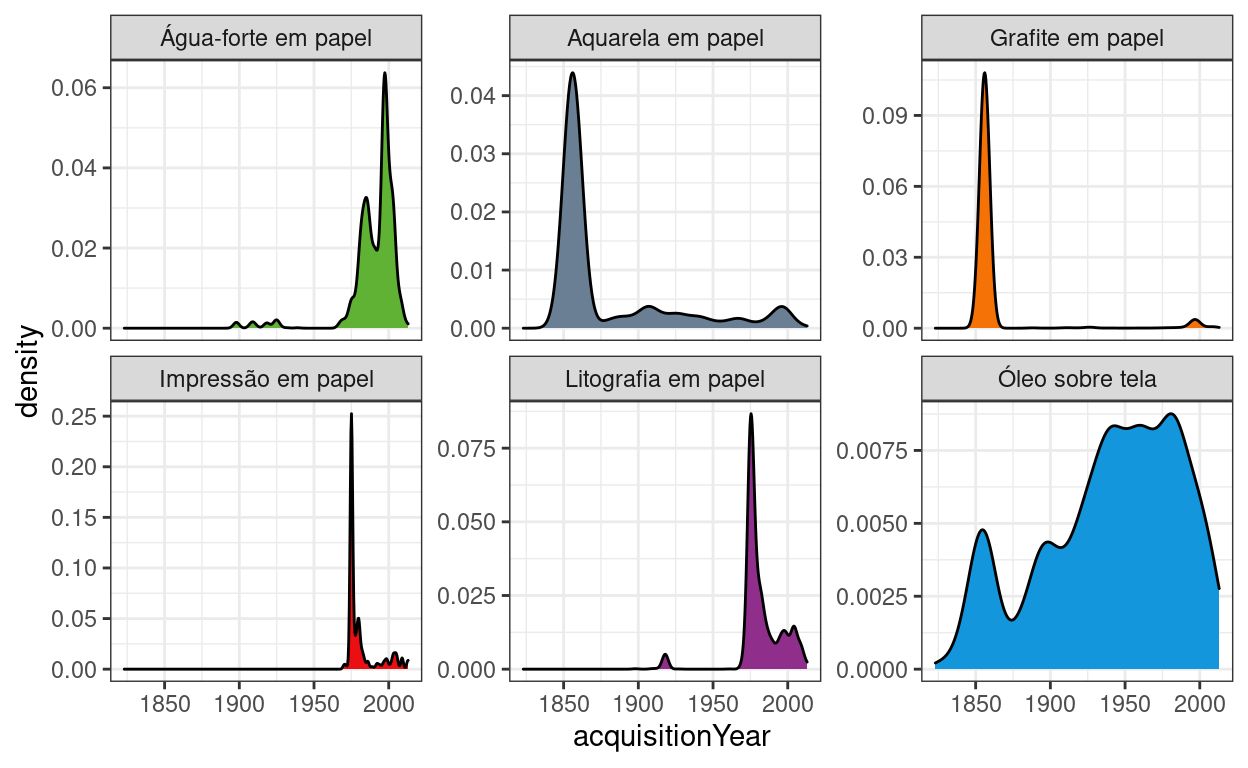 Água-forte em papel
Aquarela em papel
Grafite em papel
0.06
0.04
0.02
0.00
0.04
0.03
0.02
0.01
0.00
0.09
0.06
0.03
0.00
density
Impressão em papel
Litografia em papel
Óleo sobre tela
0.25
0.20
0.15
0.10
0.05
0.00
0.075
0.050
0.025
0.000
0.0075
0.0050
0.0025
0.0000
1850 1900 1950 2000
1850 1900 1950 2000
1850 1900 1950 2000
acquisitionYear